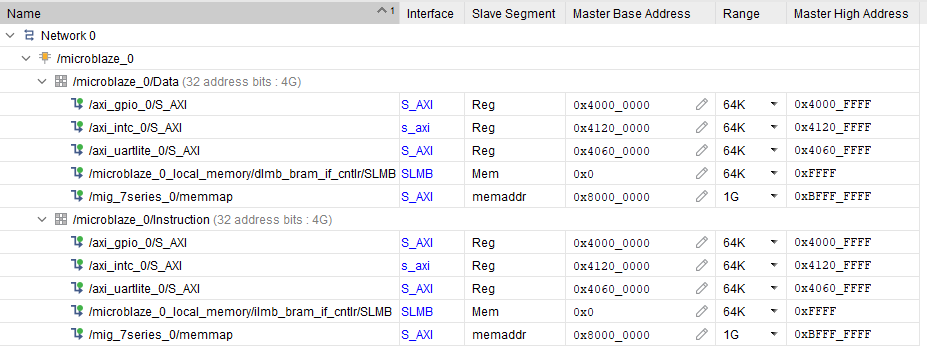 Name 1 Interface Slave Segment Master Base Address Range Master High Address
Network 0
/microblaze_0
/microblaze_0/Data (32 address bits : 4G)
/axi_gpio_0/S_AXI S_AXI Reg 0x4000_0000 64K 0x4000_FFFF
/axi_intc_0/S_AXI s_axi Reg 0x4120_0000 64K 0x4120_FFFF
/axi_uartlite_0/S_AXI S_AXI Reg 0x4060_0000 64K 0x4060_FFFF
/microblaze_0_local_memory/dlmb_bram_if_cntlr/SLMB SLMB Mem 0x0 64K 0xFFFF
/mig_7series_0/memmap S_AXI memaddr 0x8000_0000 1G 0xBFFF_FFFF
/microblaze_0/Instruction (32 address bits : 4G)
/axi_gpio_0/S_AXI S_AXI Reg 0x4000_0000 64K 0x4000_FFFF
/axi_intc_0/S_AXI s_axi Reg 0x4120_0000 64K 0x4120_FFFF
/axi_uartlite_0/S_AXI S_AXI Reg 0x4060_0000 64K 0x4060_FFFF
/microblaze_0_local_memory/ilmb_bram_if_cntlr/SLMB SLMB Mem 0x0 64K 0xFFFF
/mig_7series_0/memmap S_AXI memaddr 0x8000_0000 1G 0xBFFF_FFFF